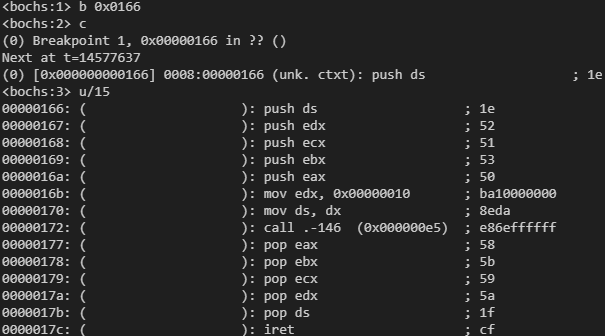 <bochs:1> b 0x0166
<bochs:2> c
(0) Breakpoint 1, 0x00000166 in ?? ()
Next at t=14577637
(0) [0x000000000166] 0008:00000166 (unk. ctxt): push ds ; 1e
<bochs:3> u/15
00000166: ( ): push ds ; 1e
00000167: ( ): push edx ; 52
00000168: ( ): push ecx ; 51
00000169: ( ): push ebx ; 53
0000016a: ( ): push eax ; 50
0000016b: ( ): mov edx, 0x00000010 ; ba10000000
00000170: ( ): mov ds, dx ; 8eda
00000172: ( ): call .-146 (0x000000e5) ; e86effffff
00000177: ( ): pop eax ; 58
00000178: ( ): pop ebx ; 5b
00000179: ( ): pop ecx ; 59
0000017a: ( ): pop edx ; 5a
0000017b: ( ): pop ds ; 1f
0000017c: ( ): iret ; cf